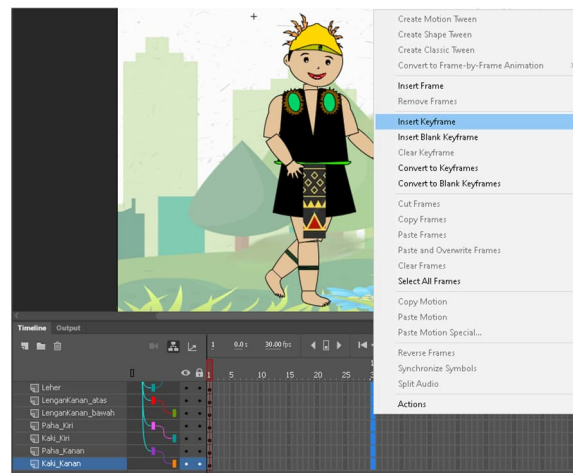 Create Motion Tween
Create Shape Tween
Create Classic Tween
Convert to Frame-by-Frame Animation
Insert Frame
Remove Frames
Insert Keyframe
Insert Blank Keyframe
Clear Keyframe
Convert to Keyframes
Convert to Blank Keyframes
Cut Frames
Copy Frames
Paste Frames
Paste and Overwrite Frames
Clear Frames
Select All Frames
Copy Motion
Paste Motion
Paste Motion Special...
Reverse Frames
Synchronize Symbols
Split Audio
Actions
Timeline Output
1 0.0 s 30.00 fps
1 5 10 15 20 25
Leher
LenganKanan_atas
LenganKanan_bawah
Paha_Kiri
Kaki_Kiri
Paha_Kanan
Kaki_Kanan